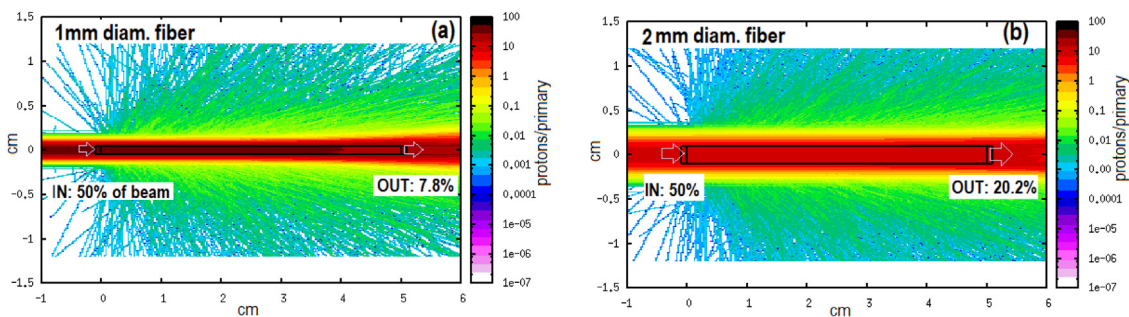 1mm diam. fiber
(a)
1.5
1
0.5
0
-0.5
-1
-1.5
cm
IN: 50% of beam
OUT: 7.8%
-1
0
1
2
3
4
5
6
cm
100
10
1
0.1
0.01
0,001
0,0001
1e-05
1e-06
1e-07
protons/primary
2 mm diam. fiber
(b)
1.5
1
0.5
0
-0.5
-1
-1.5
cm
IN: 50%
OUT: 20.2%
-1
0
1
2
3
4
5
6
cm
100
10
1
0.1
0.01
0,001
0,0001
1e-05
1e-06
1e-07
protons/primary